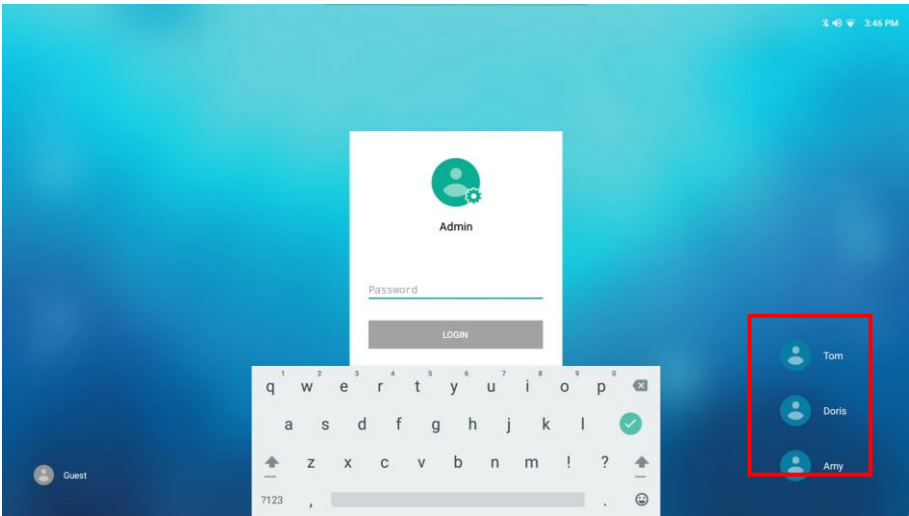 3:46 PM
Admin
Password
LOGIN
Tom
Doris
Amy
Guest
1 2 3 4 5 6 7 8 9 0
q w e r t y u i o p
a s d f g h j k l
z x c v b n m ! ?
?123 , .